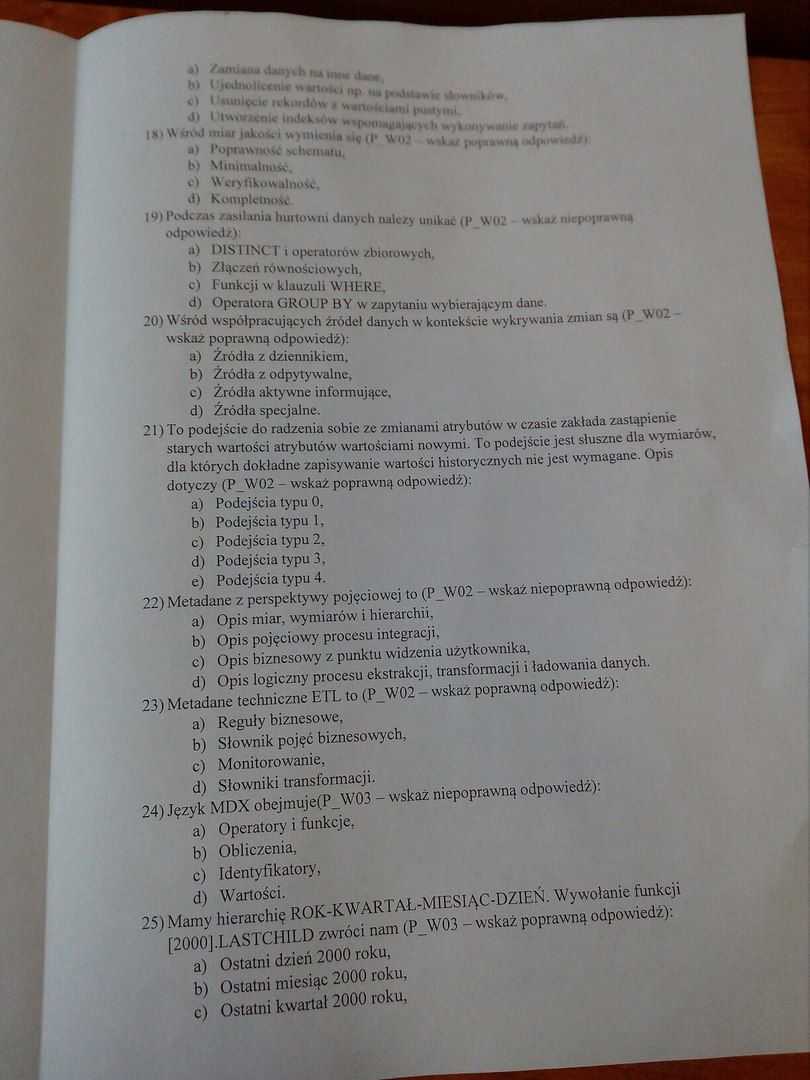 a) Zamiana danych na inne dane,
b) Ujednolicenie wartości np. na podstawie słowników,
c) Usunięcie rekordów z wartościami pustymi,
d) Utworzenie indeksów wspomagających wykonywanie zapytań.
18) Wśród miar jakości wymienia się (P_W02 – wskaż poprawną odpowiedź):
a) Poprawność schematu,
b) Minimalność,
c) Weryfikowalność,
d) Kompletność.
19) Podczas zasilania hurtowni danych należy unikać (P_W02 – wskaż niepoprawną
odpowiedź):
a) DISTINCT i operatorów zbiorowych,
b) Złączeń równościowych,
c) Funkcji w klauzuli WHERE,
d) Operatora GROUP BY w zapytaniu wybierającym dane.
20) Wśród współpracujących źródeł danych w kontekście wykrywania zmian są (P_W02 –
wskaż poprawną odpowiedź):
a) Źródła z dziennikiem,
b) Źródła z odpytywalne,
c) Źródła aktywne informujące,
d) Źródła specjalne.
21) To podejście do radzenia sobie ze zmianami atrybutów w czasie zakłada zastąpienie
starych wartości atrybutów wartościami nowymi. To podejście jest słuszne dla wymiarów,
dla których dokładne zapisywanie wartości historycznych nie jest wymagane. Opis
dotyczy (P_W02 – wskaż poprawną odpowiedź):
a) Podejścia typu 0,
b) Podejścia typu 1,
c) Podejścia typu 2,
d) Podejścia typu 3,
e) Podejścia typu 4.
22) Metadane z perspektywy pojęciowej to (P_W02 – wskaż niepoprawną odpowiedź):
a) Opis miar, wymiarów i hierarchii,
b) Opis pojęciowy procesu integracji,
c) Opis biznesowy z punktu widzenia użytkownika,
d) Opis logiczny procesu ekstrakcji, transformacji i ładowania danych.
23) Metadane techniczne ETL to (P_W02 – wskaż poprawną odpowiedź):
a) Reguły biznesowe,
b) Słownik pojęć biznesowych,
c) Monitorowanie,
d) Słowniki transformacji.
24) Język MDX obejmuje(P_W03 – wskaż niepoprawną odpowiedź):
a) Operatory i funkcje,
b) Obliczenia,
c) Identyfikatory,
d) Wartości.
25) Mamy hierarchię ROK-KWARTAŁ-MIESIĄC-DZIEŃ. Wywołanie funkcji
[2000].LASTCHILD zwróci nam (P_W03 – wskaż poprawną odpowiedź):
a) Ostatni dzień 2000 roku,
b) Ostatni miesiąc 2000 roku,
c) Ostatni kwartał 2000 roku,